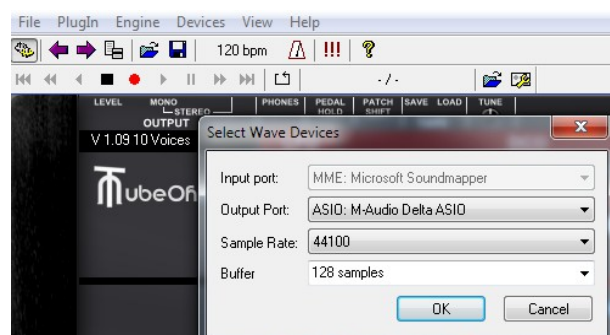 File PlugIn Engine Devices View Help
120 bpm !!! ?
- / -
LEVEL MONO STEREO PHONES PEDAL HOLD PATCH SHIFT SAVE LOAD TUNE
OUTPUT
V 1.09 10 Voices
Select Wave Devices
TubeOh
Input port: MME: Microsoft Soundmapper
Output Port: ASIO: M-Audio Delta ASIO
Sample Rate: 44100
Buffer 128 samples
OK Cancel